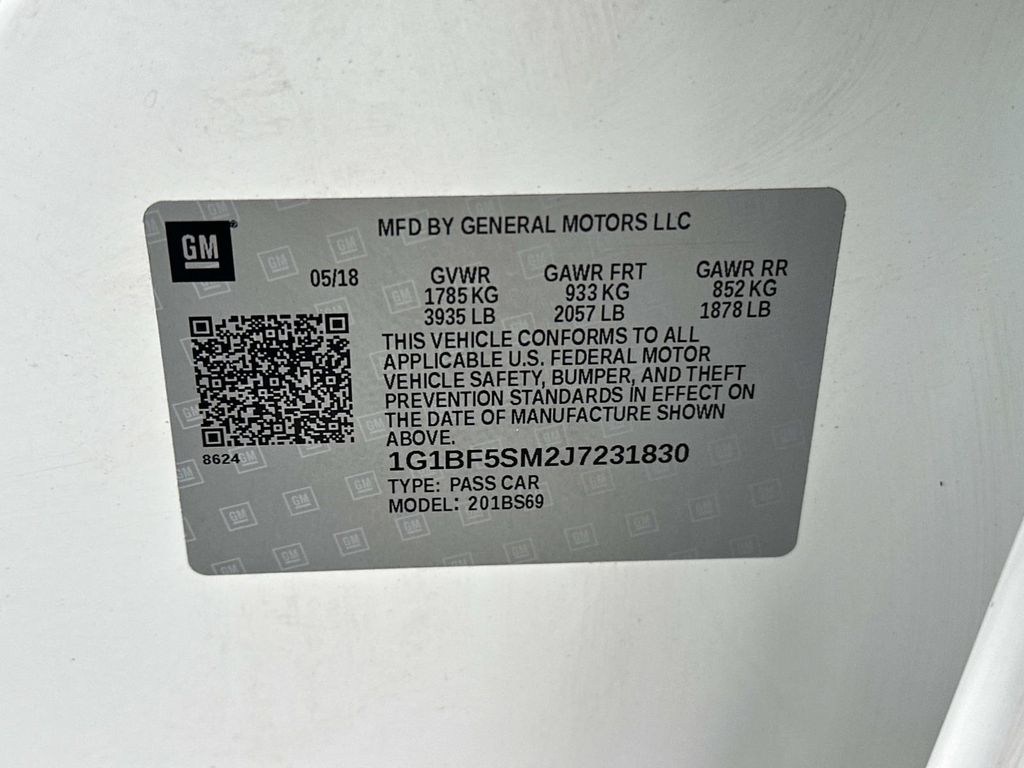 GM
MFD BY GENERAL MOTORS LLC
05/18
GVWR GAWR FRT GAWR RR
1785 KG 933 KG 852 KG
3935 LB 2057 LB 1878 LB
THIS VEHICLE CONFORMS TO ALL
APPLICABLE U.S. FEDERAL MOTOR
VEHICLE SAFETY, BUMPER, AND THEFT
PREVENTION STANDARDS IN EFFECT ON
THE DATE OF MANUFACTURE SHOWN
ABOVE.
8624
1G1BF5SM2J7231830
TYPE: PASS CAR
MODEL: 201BS69